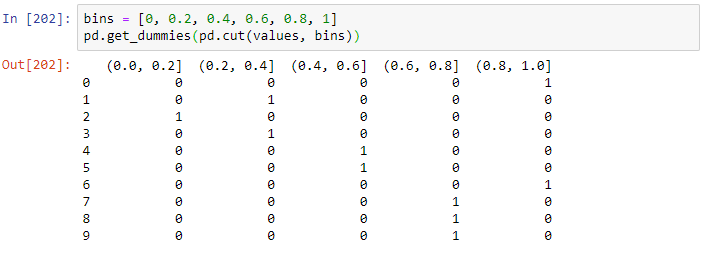 In [202]: bins = [0, 0.2, 0.4, 0.6, 0.8, 1]
pd.get_dummies(pd.cut(values, bins))
Out[202]: (0.0, 0.2] (0.2, 0.4] (0.4, 0.6] (0.6, 0.8] (0.8, 1.0]
0 0 0 0 0 1
1 0 1 0 0 0
2 1 0 0 0 0
3 0 1 0 0 0
4 0 0 1 0 0
5 0 0 1 0 0
6 0 0 0 0 1
7 0 0 0 1 0
8 0 0 0 1 0
9 0 0 0 1 0